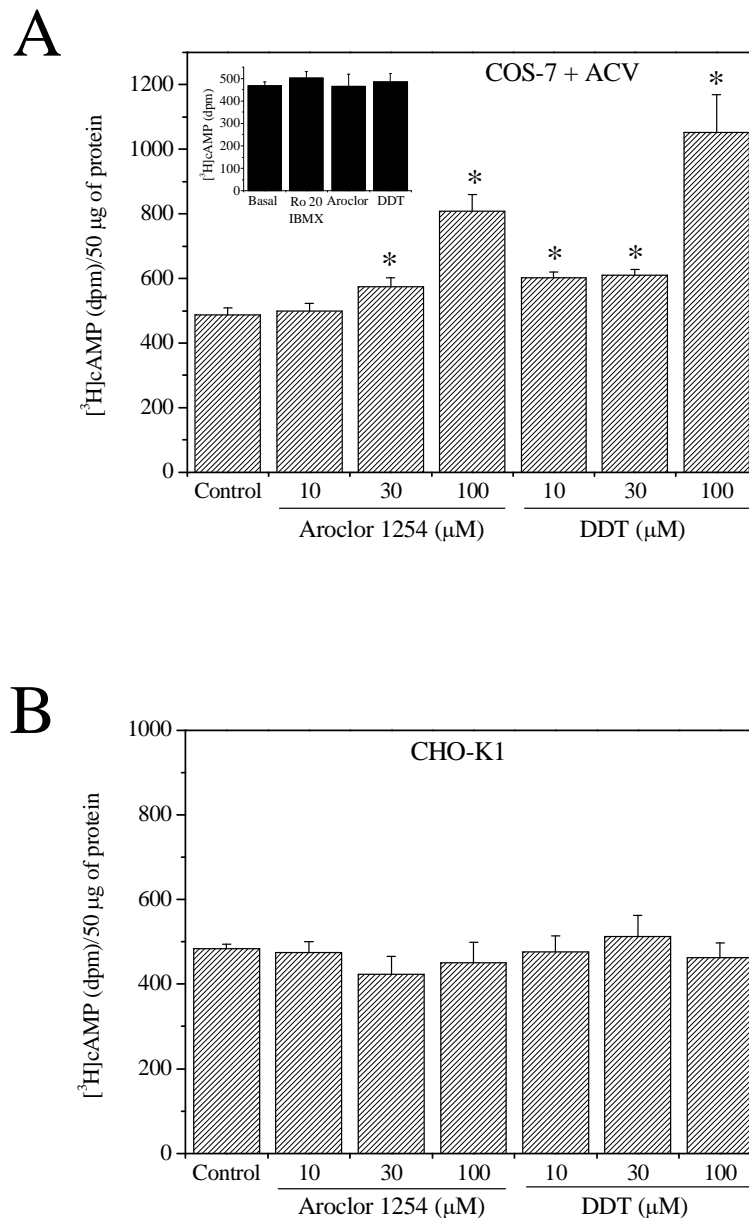 A
COS-7 + ACV
[³H]cAMP (dpm)/50 μg of protein
1200
1000
800
600
400
200
0
[³H]cAMP (dpm)
500
400
300
200
100
0
Basal Ro 20 Aroclor DDT
IBMX
* * * * *
Control 10 30 100 10 30 100
Aroclor 1254 (μM) DDT (μM)
B
CHO-K1
[³H]cAMP (dpm)/50 μg of protein
1000
800
600
400
200
0
Control 10 30 100 10 30 100
Aroclor 1254 (μM) DDT (μM)